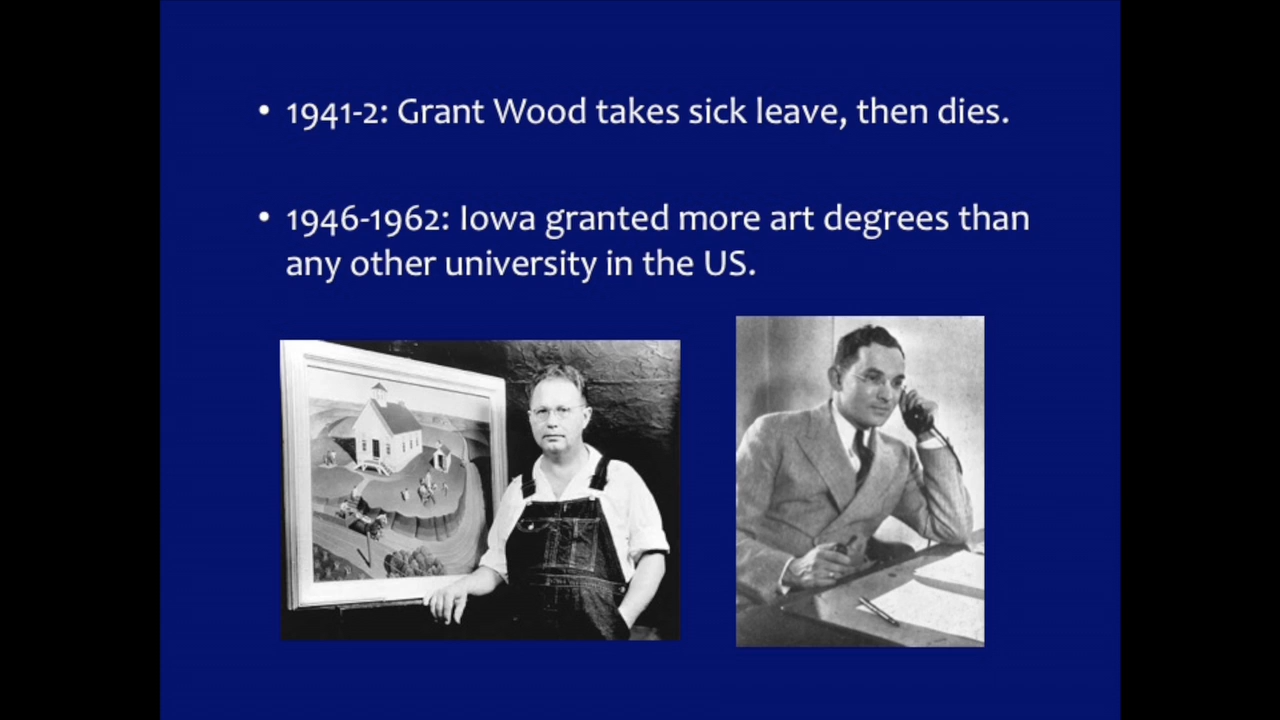 • 1941-2: Grant Wood takes sick leave, then dies.
• 1946-1962: Iowa granted more art degrees than
any other university in the US.